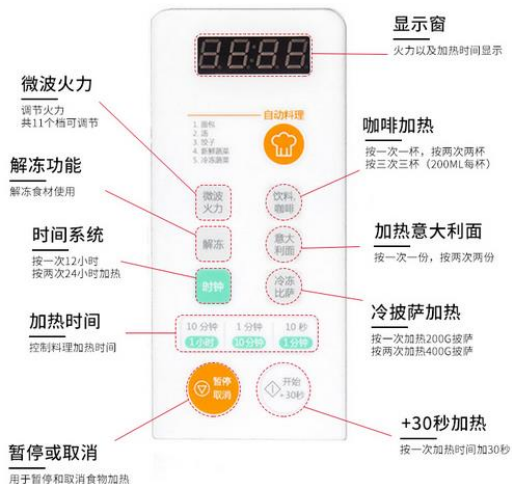 显示窗
火力以及加热时间显示
微波火力
调节火力
共11个档可调节
自动料理
1. 面包
2. 汤
3. 饺子
4. 新鲜蔬菜
5. 冷冻蔬菜
咖啡加热
按一次一杯，按两次两杯
按三次三杯（200ML每杯）
解冻功能
解冻食材使用
微波
火力
饮料
咖啡
时间系统
按一次12小时
按两次24小时加热
解冻
意大
利面
加热意大利面
按一次一份，按两次两份
时钟
冷冻
比萨
加热时间
控制料理加热时间
10 分钟
1 分钟
10 秒
1小时
10分钟
1分钟
冷披萨加热
按一次加热200G披萨
按两次加热400G披萨
暂停
取消
开始
+30秒
+30秒加热
按一次加热时间加30秒
暂停或取消
用于暂停和取消食物加热